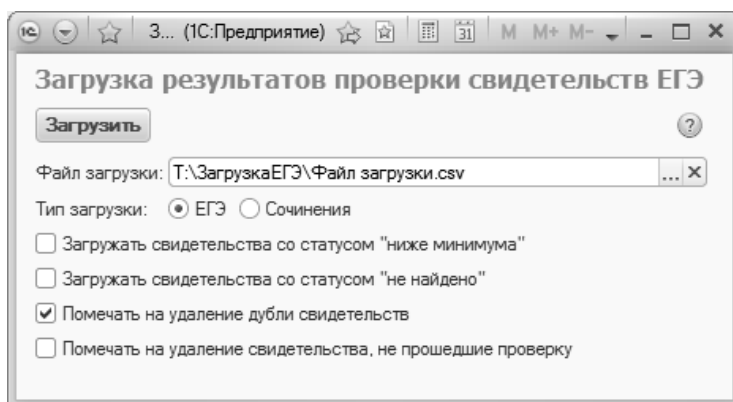 З... (1С:Предприятие) 31 M M+ M-
Загрузка результатов проверки свидетельств ЕГЭ
Загрузить ?
Файл загрузки: T:\ЗагрузкаЕГЭ\Файл загрузки.csv ...
Тип загрузки: ЕГЭ Сочинения
Загружать свидетельства со статусом "ниже минимума"
Загружать свидетельства со статусом "не найдено"
Помечать на удаление дубли свидетельств
Помечать на удаление свидетельства, не прошедшие проверку